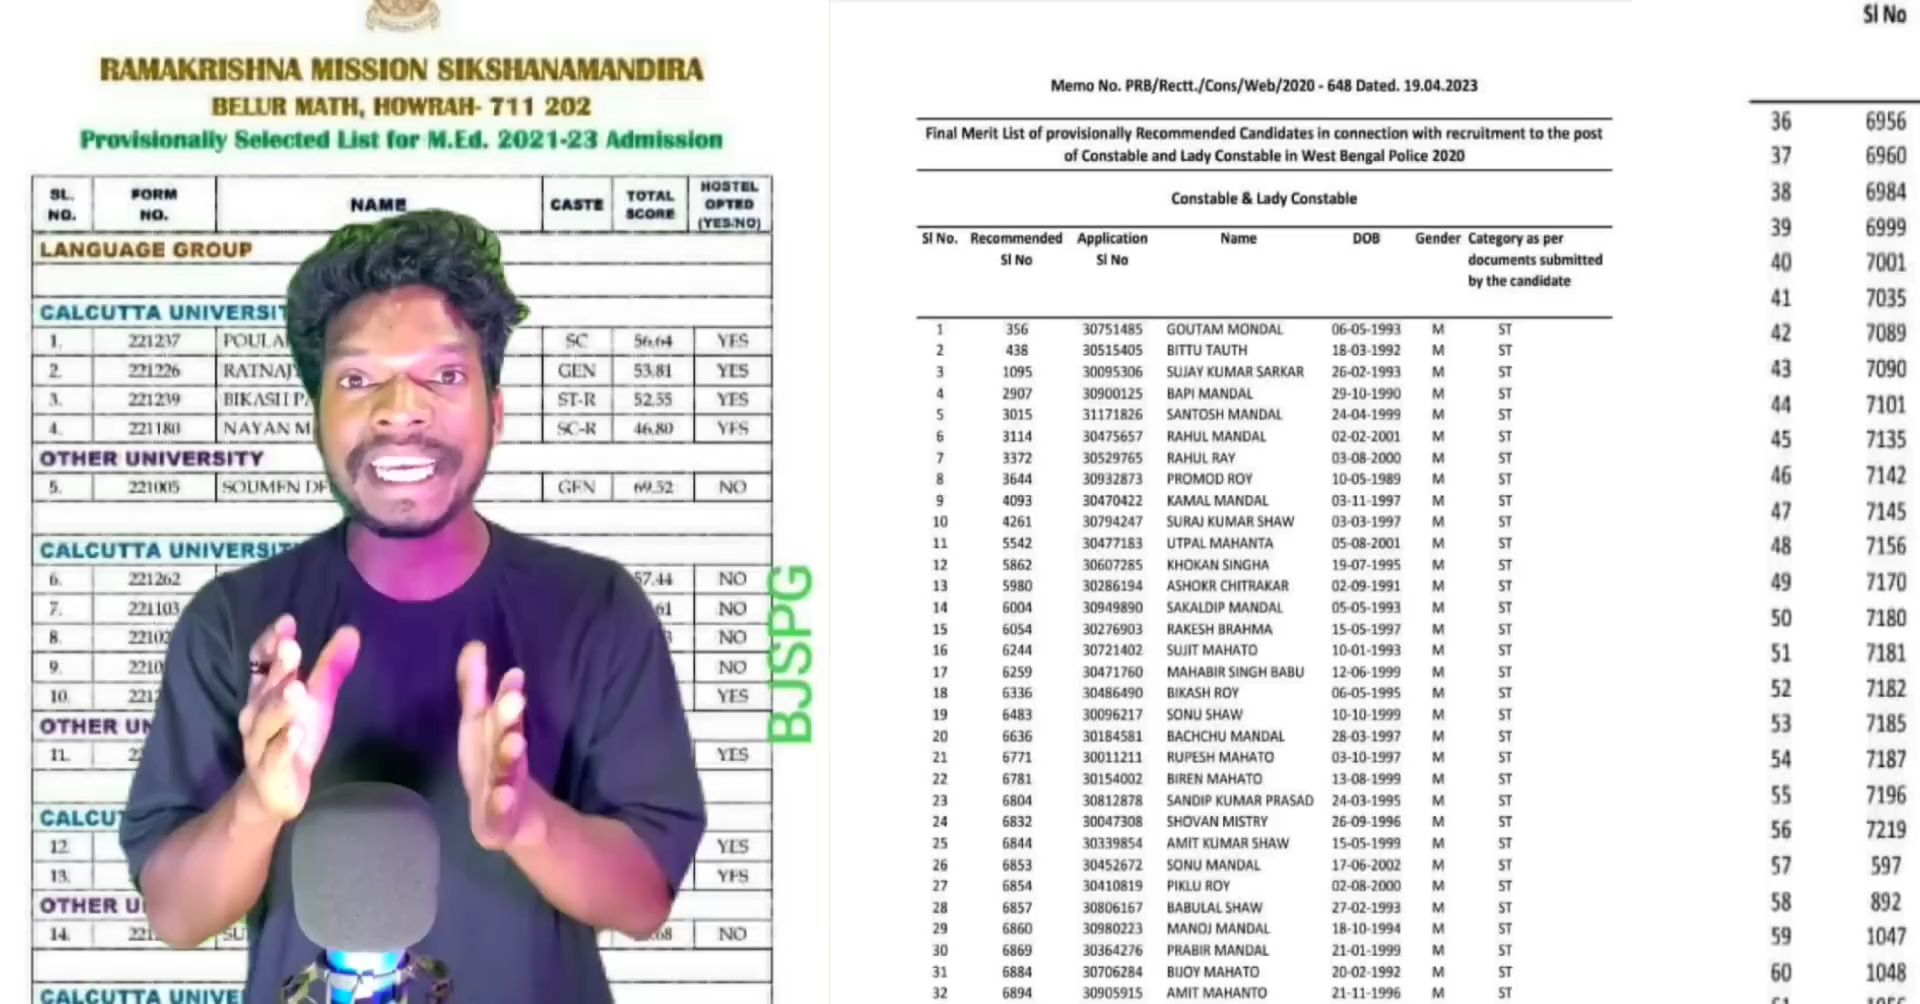 RAMAKRISHNA MISSION SIKSHANAMANDIRA
BELUR MATH, HOWRAH- 711 202
Provisionally Selected List for M.Ed. 2021-23 Admission
SL. NO. FORM NO. NAME CASTE TOTAL SCORE HOSTEL OPTED (YES/NO)
LANGUAGE GROUP
CALCUTTA
1. 221237 SC 56.64 YES
2. 221226 GEN 53.81 YES
3. 221239 ST-R 52.55 YES
4. 221180 NAYAN SC-R 46.80 YES
OTHER UNIVERSITY
5. 221005 SOUMEN GEN 69.52 NO
CALCUTTA
6. 221262 57.44 NO
7. 221103 NO
8. NO
9. NO
10. YES
OTHER
11. YES
12. YES
13. YES
OTHER
14. NO
CALCUTTA
BJSPG
Memo No. PRB/Rectt./Cons/Web/2020 - 648 Dated. 19.04.2023
Final Merit List of provisionally Recommended Candidates in connection with recruitment to the post
of Constable and Lady Constable in West Bengal Police 2020
Constable & Lady Constable
Sl No. Recommended Sl No Application Sl No Name DOB Gender Category as per documents submitted by the candidate
1 356 30751485 GOUTAM MONDAL 06-05-1993 M ST
2 438 30515405 BITTU TAUTH 18-03-1992 M ST
3 1095 30095306 SUJAY KUMAR SARKAR 26-02-1993 M ST
4 2907 30900125 BAPI MANDAL 29-10-1990 M ST
5 3015 31171826 SANTOSH MANDAL 24-04-1999 M ST
6 3114 30475657 RAHUL MANDAL 02-02-2001 M ST
7 3372 30529765 RAHUL RAY 03-08-2000 M ST
8 3644 30932873 PROMOD ROY 10-05-1989 M ST
9 4093 30470422 KAMAL MANDAL 03-11-1997 M ST
10 4261 30794247 SURAJ KUMAR SHAW 03-03-1997 M ST
11 5542 30477183 UTPAL MAHANTA 05-08-2001 M ST
12 5862 30607285 KHOKAN SINGHA 19-07-1995 M ST
13 5980 30286194 ASHOKR CHITRAKAR 02-09-1991 M ST
14 6004 30949890 SAKALDIP MANDAL 05-05-1993 M ST
15 6054 30276903 RAKESH BRAHMA 15-05-1997 M ST
16 6244 30721402 SUJIT MAHATO 10-01-1993 M ST
17 6259 30471760 MAHABIR SINGH BABU 12-06-1999 M ST
18 6336 30486490 BIKASH ROY 06-05-1995 M ST
19 6483 30096217 SONU SHAW 10-10-1999 M ST
20 6636 30184581 BACHCHU MANDAL 28-03-1997 M ST
21 6771 30011211 RUPESH MAHATO 03-10-1997 M ST
22 6781 30154002 BIREN MAHATO 13-08-1999 M ST
23 6804 30812878 SANDIP KUMAR PRASAD 24-03-1995 M ST
24 6832 30047308 SHOVAN MISTRY 26-09-1996 M ST
25 6844 30339854 AMIT KUMAR SHAW 15-05-1999 M ST
26 6853 30452672 SONU MANDAL 17-06-2002 M ST
27 6854 30410819 PIKLU ROY 02-08-2000 M ST
28 6857 30806167 BABULAL SHAW 27-02-1993 M ST
29 6860 30980223 MANOJ MANDAL 18-10-1994 M ST
30 6869 30364276 PRABIR MANDAL 21-01-1999 M ST
31 6884 30706284 BIJOY MAHATO 20-02-1992 M ST
32 6894 30905915 AMIT MAHANTO 21-11-1996 M ST
Sl No
36 6956
37 6960
38 6984
39 6999
40 7001
41 7035
42 7089
43 7090
44 7101
45 7135
46 7142
47 7145
48 7156
49 7170
50 7180
51 7181
52 7182
53 7185
54 7187
55 7196
56 7219
57 597
58 892
59 1047
60 1048